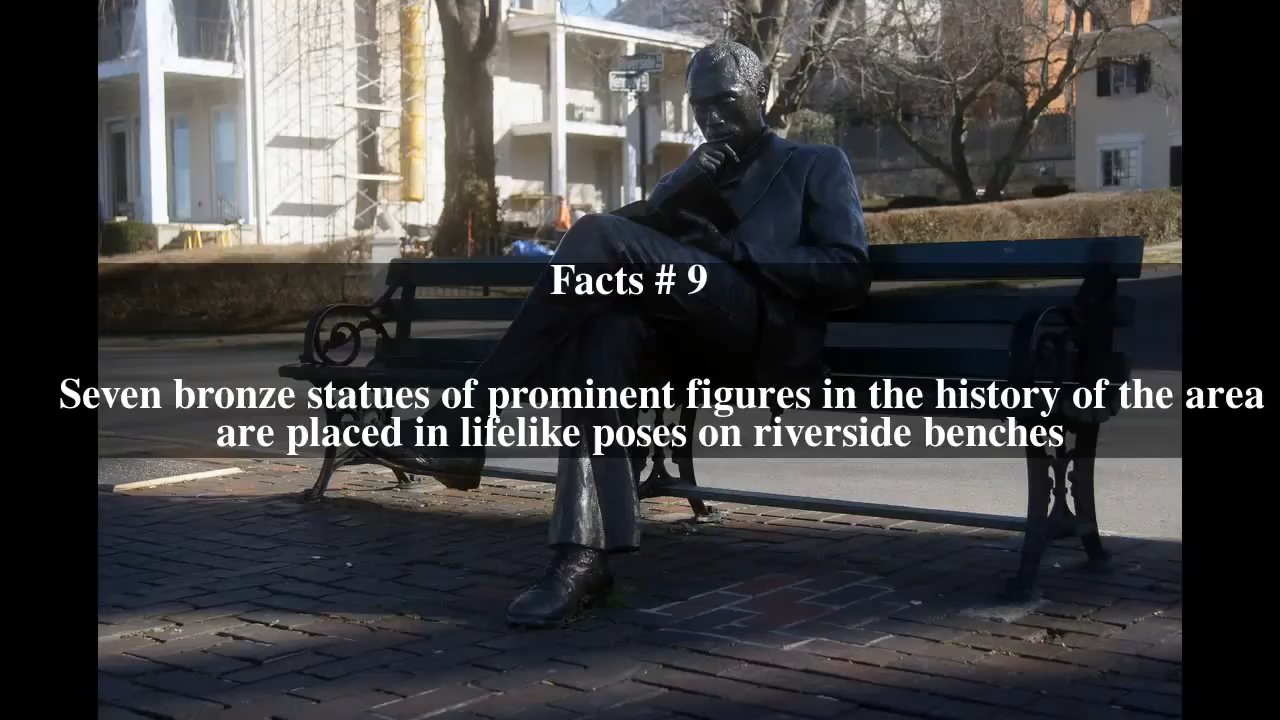 Facts # 9
Seven bronze statues of prominent figures in the history of the area
are placed in lifelike poses on riverside benches